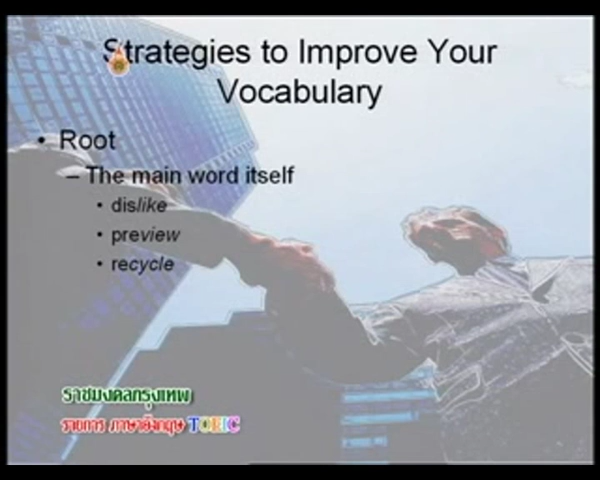 Strategies to Improve Your
Vocabulary
• Root
– The main word itself
• dislike
• preview
• recycle
ราชมงคลกรุงเทพ
รายการ ภาษาอังกฤษ TOEIC